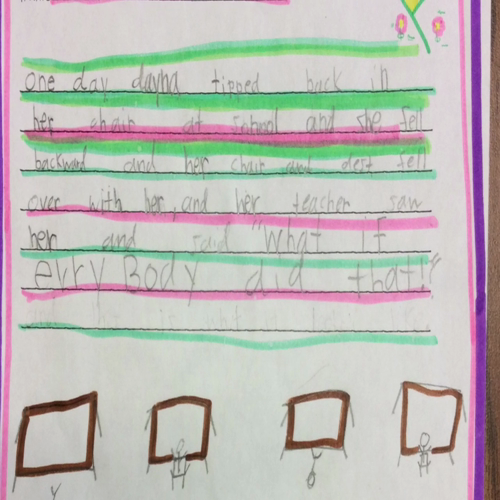 one day dayna tipped back in
her chair at school and she fell
backward and her chair and desk fell
over with her, and her teacher saw
her and said "What if
evry Body did that!"